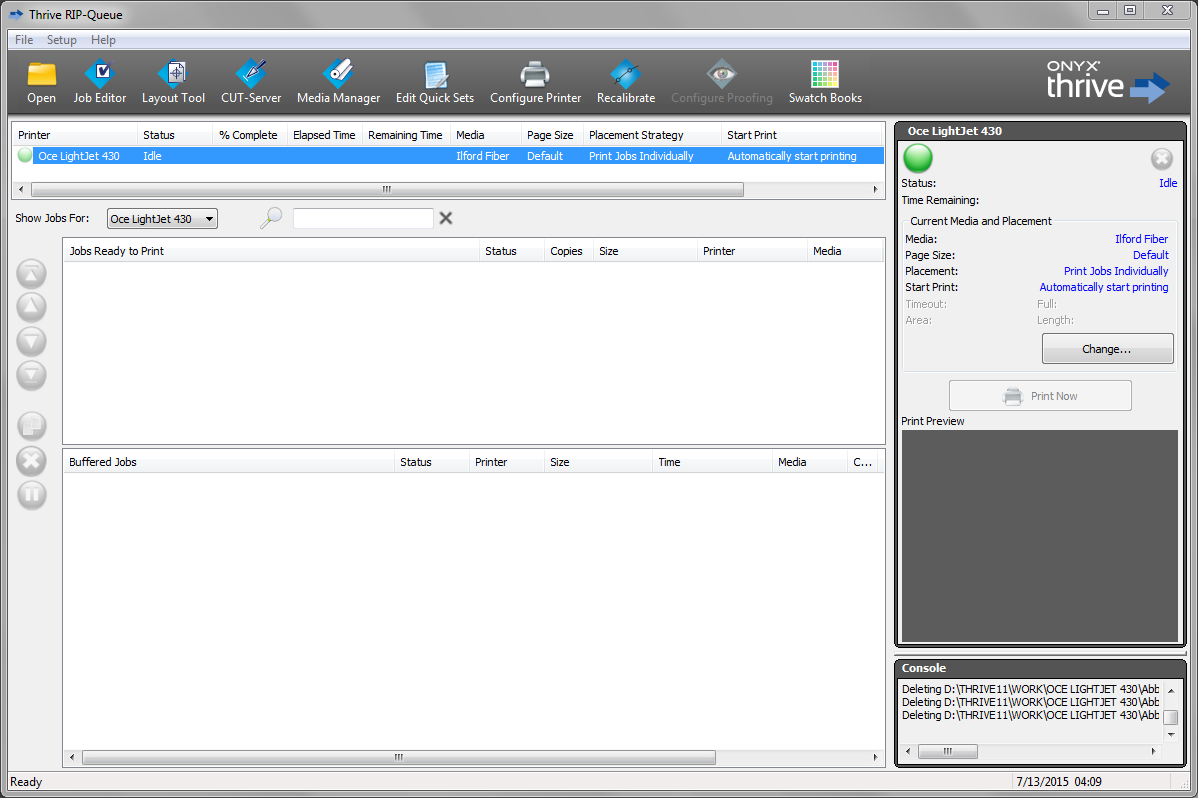 Thrive RIP-Queue
File Setup Help
Open Job Editor Layout Tool CUT-Server Media Manager Edit Quick Sets Configure Printer Recalibrate Configure Proofing Swatch Books
ONYX®
thrive
Printer Status % Complete Elapsed Time Remaining Time Media Page Size Placement Strategy Start Print
Oce LightJet 430 Idle Ilford Fiber Default Print Jobs Individually Automatically start printing
Show Jobs For: Oce LightJet 430
Jobs Ready to Print Status Copies Size Printer Media
Buffered Jobs Status Printer Size Time Media C...
Oce LightJet 430
Status: Idle
Time Remaining:
Current Media and Placement
Media: Ilford Fiber
Page Size: Default
Placement: Print Jobs Individually
Start Print: Automatically start printing
Timeout: Full:
Area: Length:
Change...
Print Now
Print Preview
Console
Deleting D:\THRIVE11\WORK\OCE LIGHTJET 430\Abb
Deleting D:\THRIVE11\WORK\OCE LIGHTJET 430\Abb
Deleting D:\THRIVE11\WORK\OCE LIGHTJET 430\Abb
Ready 7/13/2015 04:09